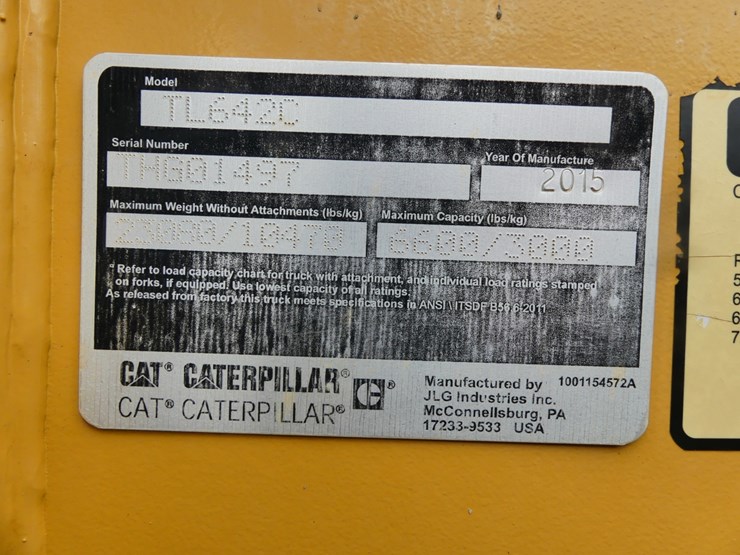 Model
TL642C
Serial Number
THG01497
Year Of Manufacture
2015
Maximum Weight Without Attachments (lbs/kg)
23080/10470
Maximum Capacity (lbs/kg)
6600/3000
* Refer to load capacity chart for truck with attachment, and individual load ratings stamped
on forks, if equipped. Use lowest capacity of all ratings.
As released from factory this truck meets specifications in ANSI \ ITSDF B56.6-2011
CAT® CATERPILLAR®
CAT® CATERPILLAR®
Manufactured by 1001154572A
JLG Industries Inc.
McConnellsburg, PA
17233-9533 USA